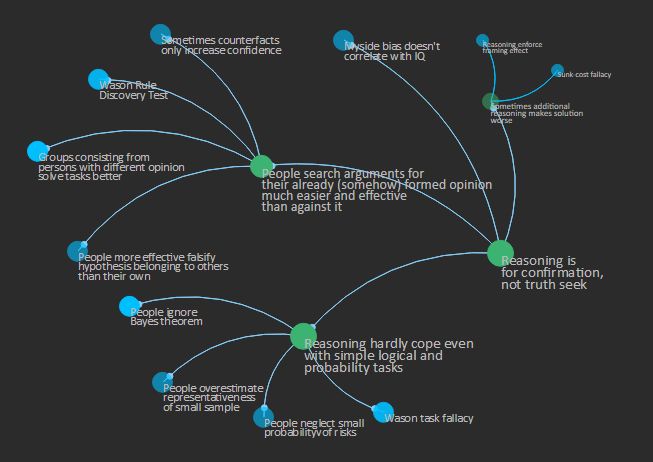 Sometimes counterfacts
only increase confidence
Myside bias doesn't
correlate with IQ
Reasoning enforce
framing effect
Sunk-cost fallacy
Wason Rule
Discovery Test
Sometimes additional
reasoning makes solution
worse
Groups consisting from
persons with different opinion
solve tasks better
People search arguments for
their already (somehow) formed opinion
much easier and effective
than against it
People more effective falsify
hypothesis belonging to others
than their own
Reasoning is
for confirmation,
not truth seek
People ignore
Bayes theorem
Reasoning hardly cope even
with simple logical and
probability tasks
People overestimate
representativeness
of small sample
People neglect small
probabilityvof risks
Wason task fallacy